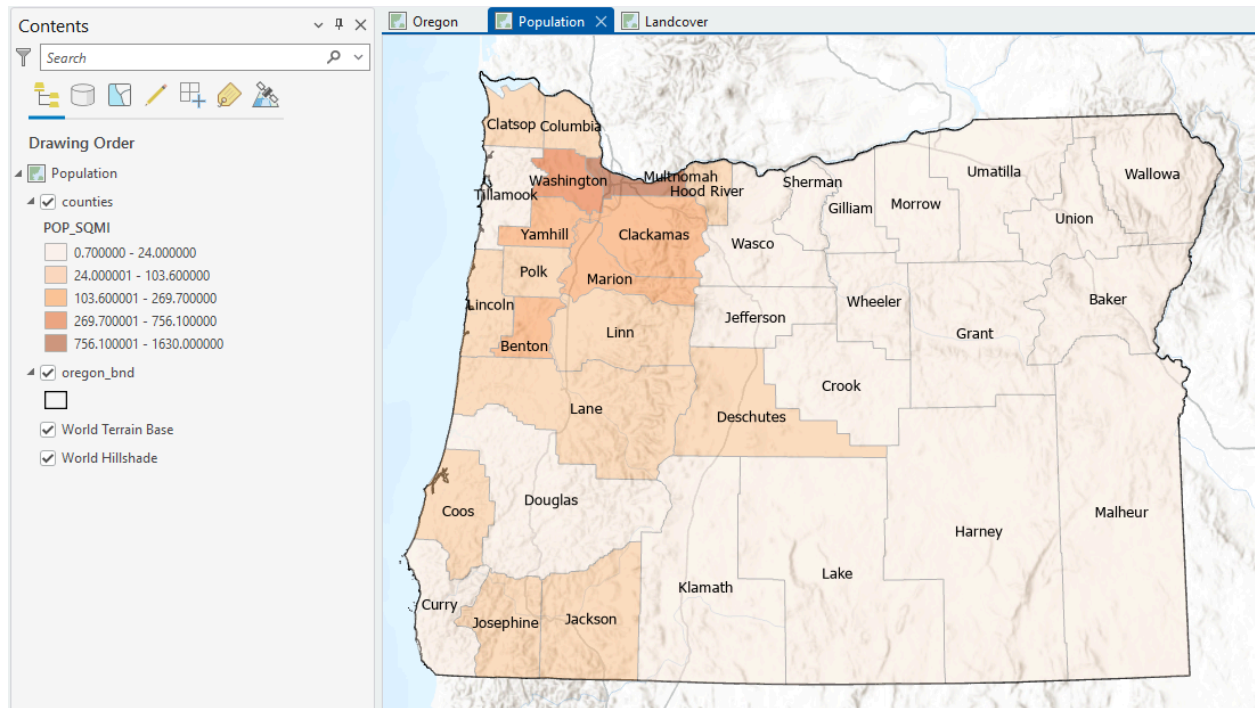 Contents
Search
Drawing Order
Population
counties
POP_SQMI
0.700000 - 24.000000
24.000001 - 103.600000
103.600001 - 269.700000
269.700001 - 756.100000
756.100001 - 1630.000000
oregon_bnd
World Terrain Base
World Hillshade
Oregon
Population
Landcover
Clatsop
Columbia
Tillamook
Washington
Multnomah
Hood River
Sherman
Gilliam
Morrow
Umatilla
Wallowa
Union
Yamhill
Clackamas
Wasco
Polk
Marion
Lincoln
Jefferson
Wheeler
Baker
Benton
Linn
Grant
Crook
Lane
Deschutes
Coos
Douglas
Harney
Malheur
Curry
Josephine
Jackson
Klamath
Lake